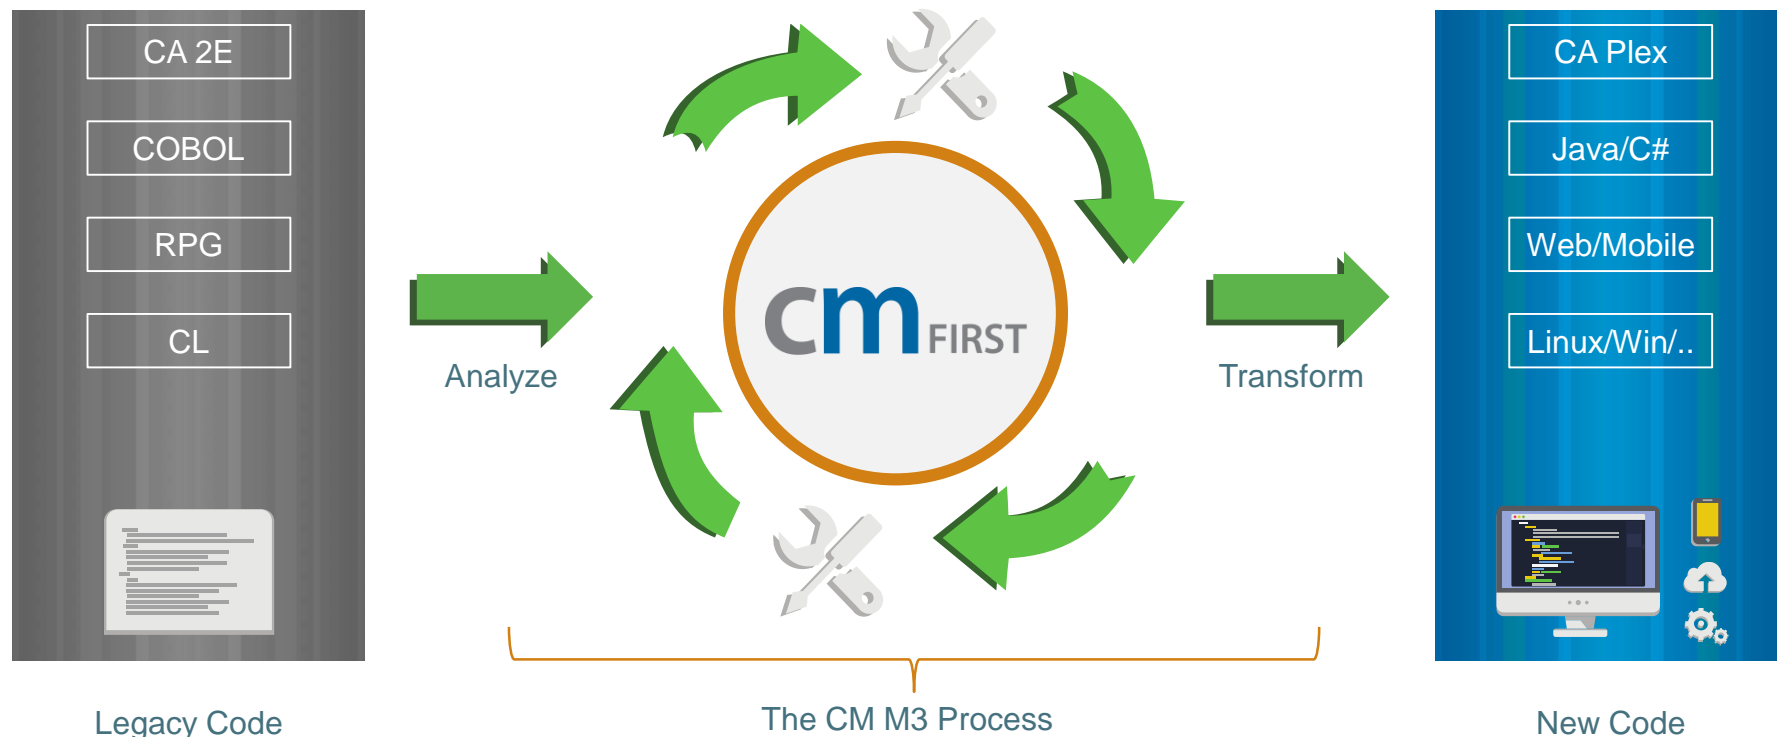 CA 2E
COBOL
RPG
CL
Legacy Code
Analyze
cm FIRST
Transform
The CM M3 Process
CA Plex
Java/C#
Web/Mobile
Linux/Win/..
New Code